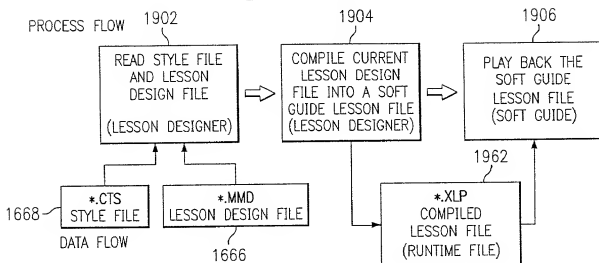 1902
1904
1906
PROCESS FLOW
READ STYLE FILE
AND LESSON
DESIGN FILE
(LESSON DESIGNER)
COMPILE CURRENT
LESSON DESIGN
FILE INTO A SOFT
GUIDE LESSON FILE
(LESSON DESIGNER)
PLAY BACK THE
SOFT GUIDE
LESSON FILE
(SOFT GUIDE)
1962
1668
*.CTS
STYLE FILE
*.MMD
LESSON DESIGN FILE
*.XLP
COMPILED
LESSON FILE
(RUNTIME FILE)
DATA FLOW
1666